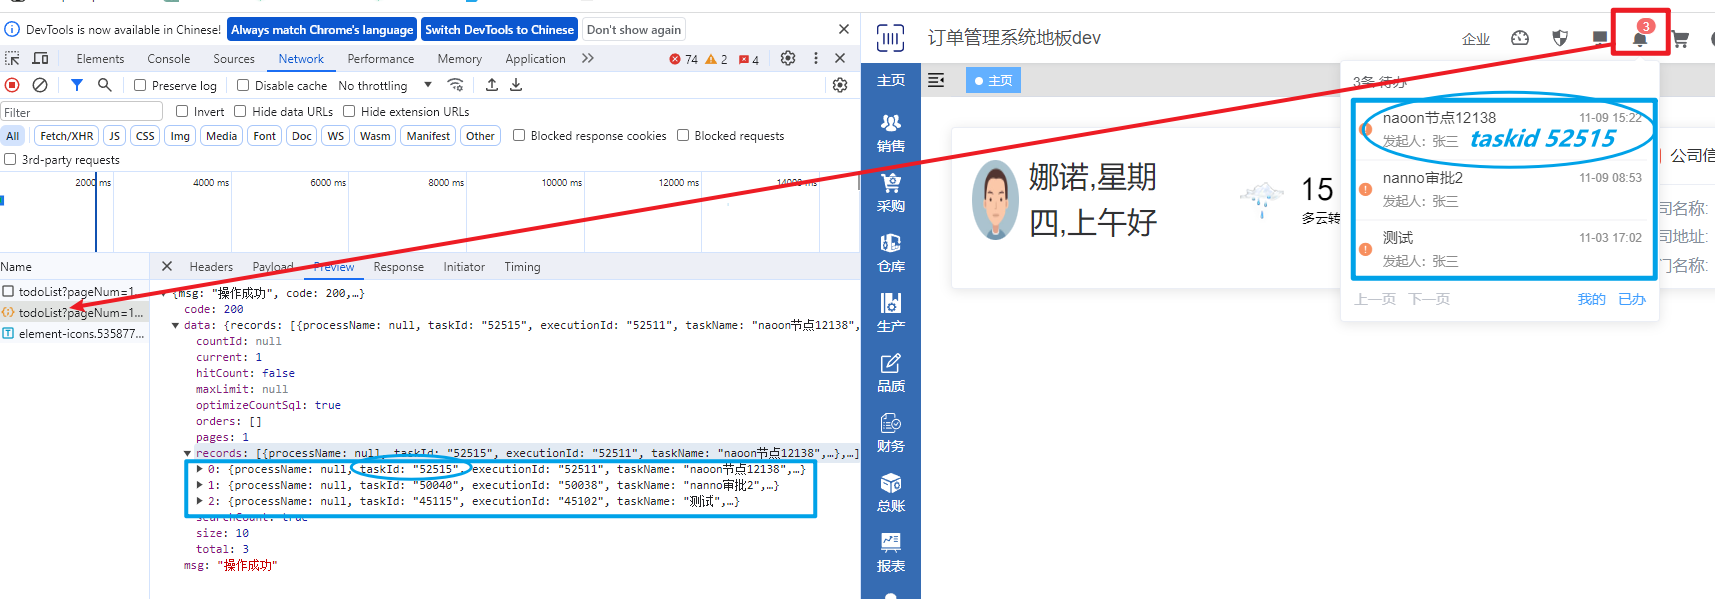 DevTools is now available in Chinese!
Always match Chrome's language
Switch DevTools to Chinese
Don't show again
Elements
Console
Sources
Network
Performance
Memory
Application
74
2
4
Preserve log
Disable cache
No throttling
Filter
Invert
Hide data URLs
Hide extension URLs
All
Fetch/XHR
JS
CSS
Img
Media
Font
Doc
WS
Wasm
Manifest
Other
Blocked response cookies
Blocked requests
3rd-party requests
2000 ms
4000 ms
6000 ms
8000 ms
10000 ms
12000 ms
Name
Headers
Payload
Preview
Response
Initiator
Timing
todoList?pageNum=1...
todoList?pageNum=1...
element-icons.535877...
{msg: "操作成功", code: 200,…}
code: 200
data: {records: [{processName: null, taskId: "52515", executionId: "52511", taskName: "naoon节点12138",
countId: null
current: 1
hitCount: false
maxLimit: null
optimizeCountSql: true
orders: []
pages: 1
records: [{processName: null, taskId: "52515", executionId: "52511", taskName: "naoon节点12138",…},…]
0: {processName: null, taskId: "52515", executionId: "52511", taskName: "naoon节点12138",…}
1: {processName: null, taskId: "50040", executionId: "50038", taskName: "nanno审批2",…}
2: {processName: null, taskId: "45115", executionId: "45102", taskName: "测试",…}
searchCount: true
size: 10
total: 3
msg: "操作成功"
订单管理系统地板dev
企业
3
主页
销售
采购
仓库
生产
品质
财务
总账
报表
主页
娜诺,星期
四,上午好
15
多云转
3条 待办
naoon节点12138
11-09 15:22
发起人: 张三
taskid 52515
nanno审批2
11-09 08:53
发起人: 张三
测试
11-03 17:02
发起人: 张三
上一页
下一页
我的
已办
公司信
司名称:
司地址:
门名称: